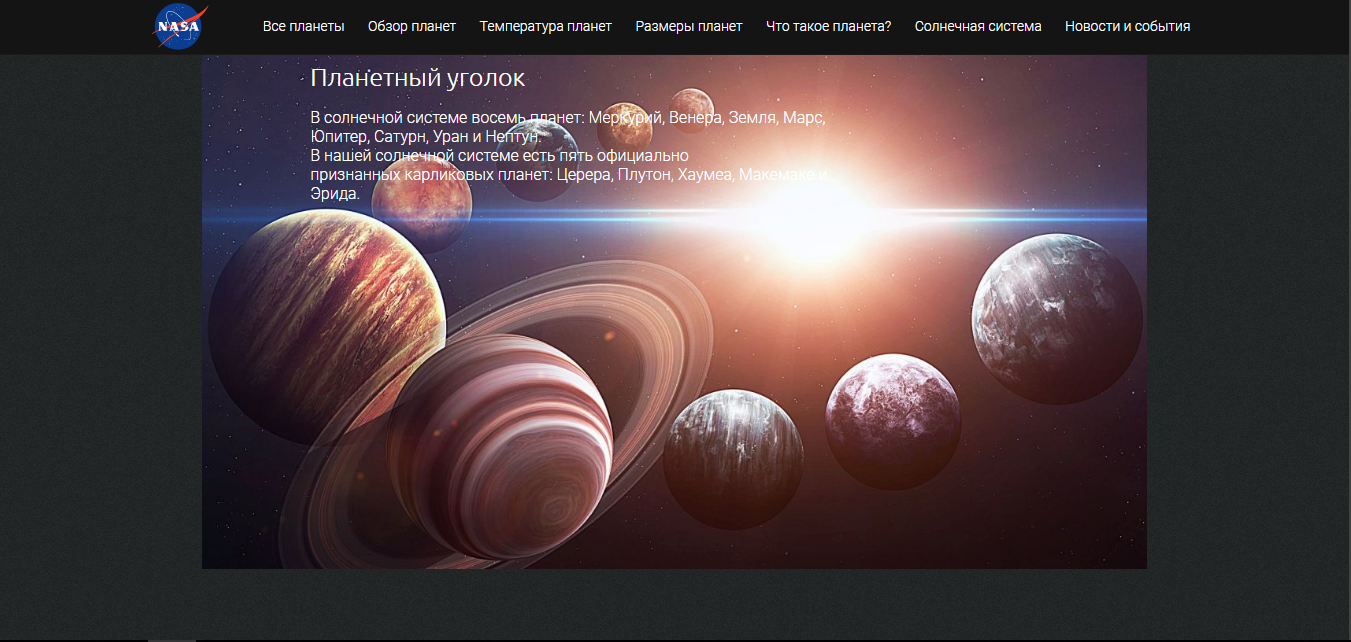 NASA
Все планеты Обзор планет Температура планет Размеры планет Что такое планета? Солнечная система Новости и события
Планетный уголок
В солнечной системе восемь планет: Меркурий, Венера, Земля, Марс,
Юпитер, Сатурн, Уран и Нептун.
В нашей солнечной системе есть пять официально
признанных карликовых планет: Церера, Плутон, Хаумеа, Макемаке и
Эрида.